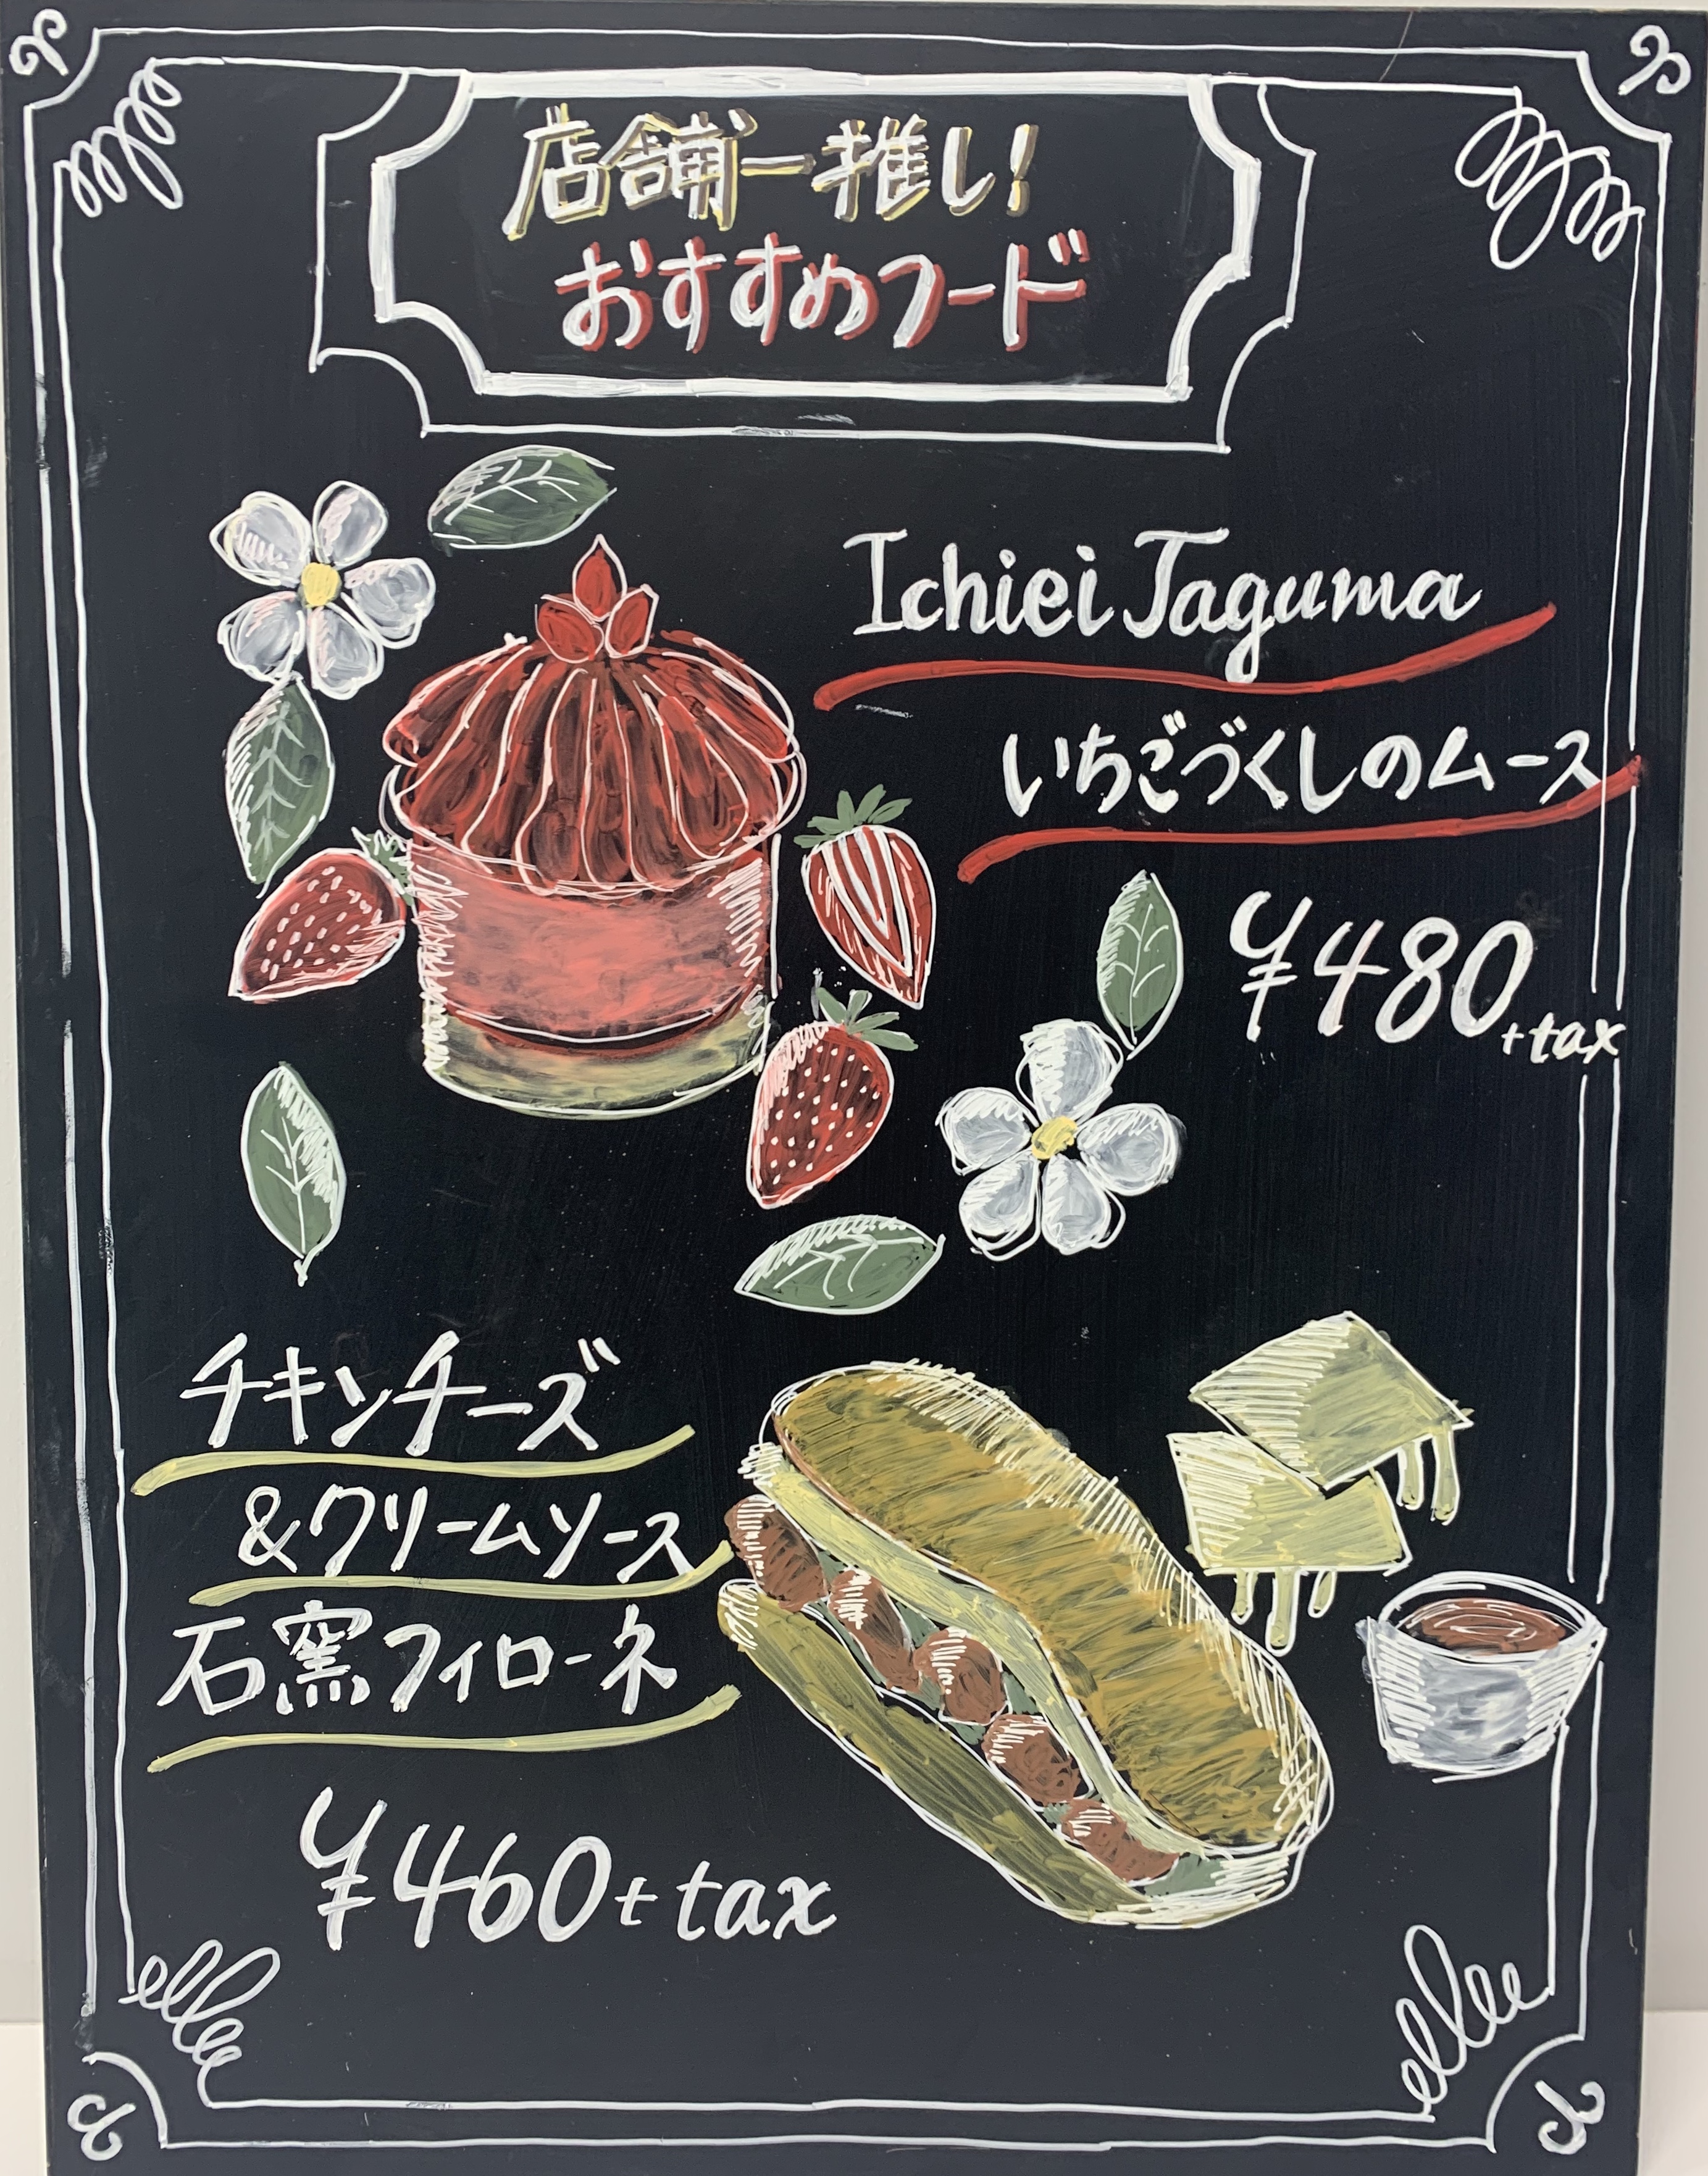 店舗一推し!
おすすめフード
Ichiei Taguma
いちごづくしのムース
¥480+tax
チキンチーズ
&クリームソース
石窯フィローネ
¥460+tax